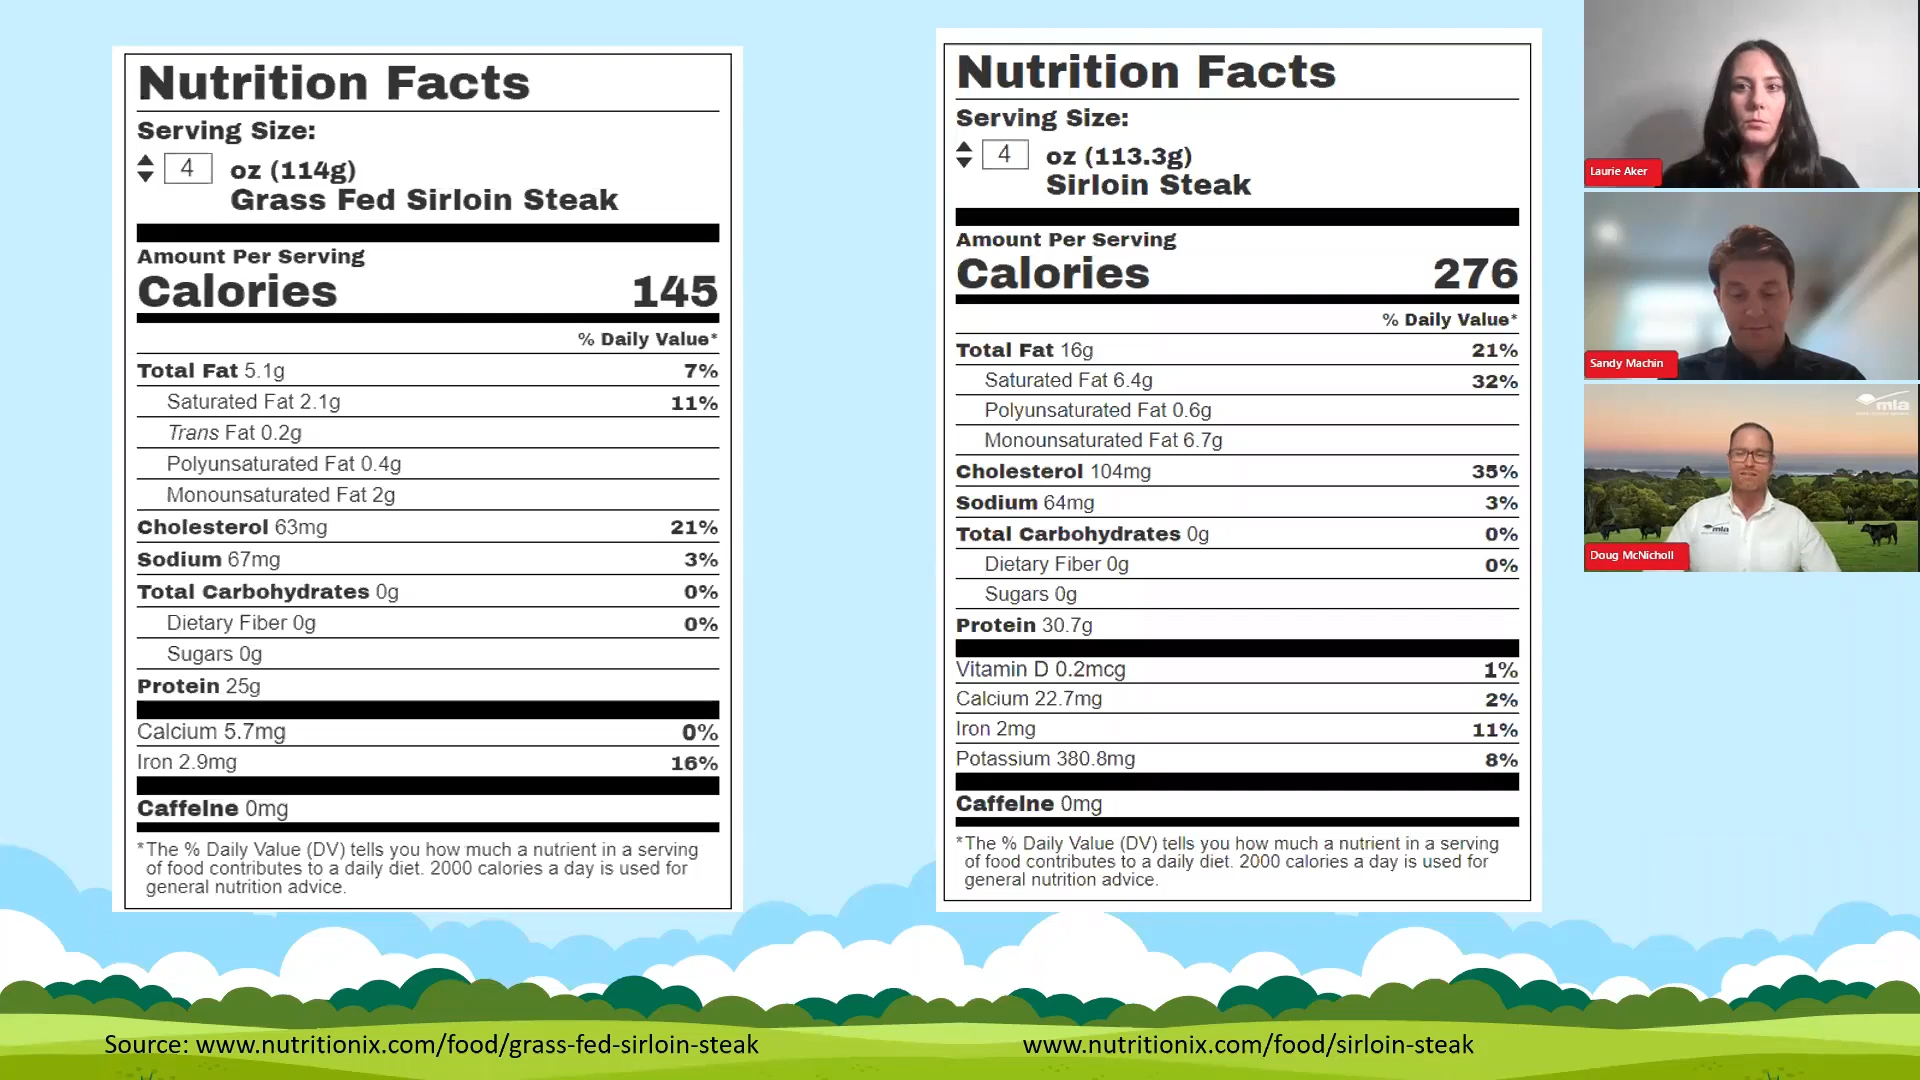 Nutrition Facts
Serving Size:
4 oz (114g)
Grass Fed Sirloin Steak
Amount Per Serving
Calories 145
% Daily Value*
Total Fat 5.1g 7%
Saturated Fat 2.1g 11%
Trans Fat 0.2g
Polyunsaturated Fat 0.4g
Monounsaturated Fat 2g
Cholesterol 63mg 21%
Sodium 67mg 3%
Total Carbohydrates 0g 0%
Dietary Fiber 0g 0%
Sugars 0g
Protein 25g
Calcium 5.7mg 0%
Iron 2.9mg 16%
Caffeine 0mg
*The % Daily Value (DV) tells you how much a nutrient in a serving
of food contributes to a daily diet. 2000 calories a day is used for
general nutrition advice.
Nutrition Facts
Serving Size:
4 oz (113.3g)
Sirloin Steak
Amount Per Serving
Calories 276
% Daily Value*
Total Fat 16g 21%
Saturated Fat 6.4g 32%
Polyunsaturated Fat 0.6g
Monounsaturated Fat 6.7g
Cholesterol 104mg 35%
Sodium 64mg 3%
Total Carbohydrates 0g 0%
Dietary Fiber 0g 0%
Sugars 0g
Protein 30.7g
Vitamin D 0.2mcg 1%
Calcium 22.7mg 2%
Iron 2mg 11%
Potassium 380.8mg 8%
Caffeine 0mg
*The % Daily Value (DV) tells you how much a nutrient in a serving
of food contributes to a daily diet. 2000 calories a day is used for
general nutrition advice.
Source: www.nutritionix.com/food/grass-fed-sirloin-steak
www.nutritionix.com/food/sirloin-steak
Laurie Aker
Sandy Machin
mla
mla
Doug McNicholl